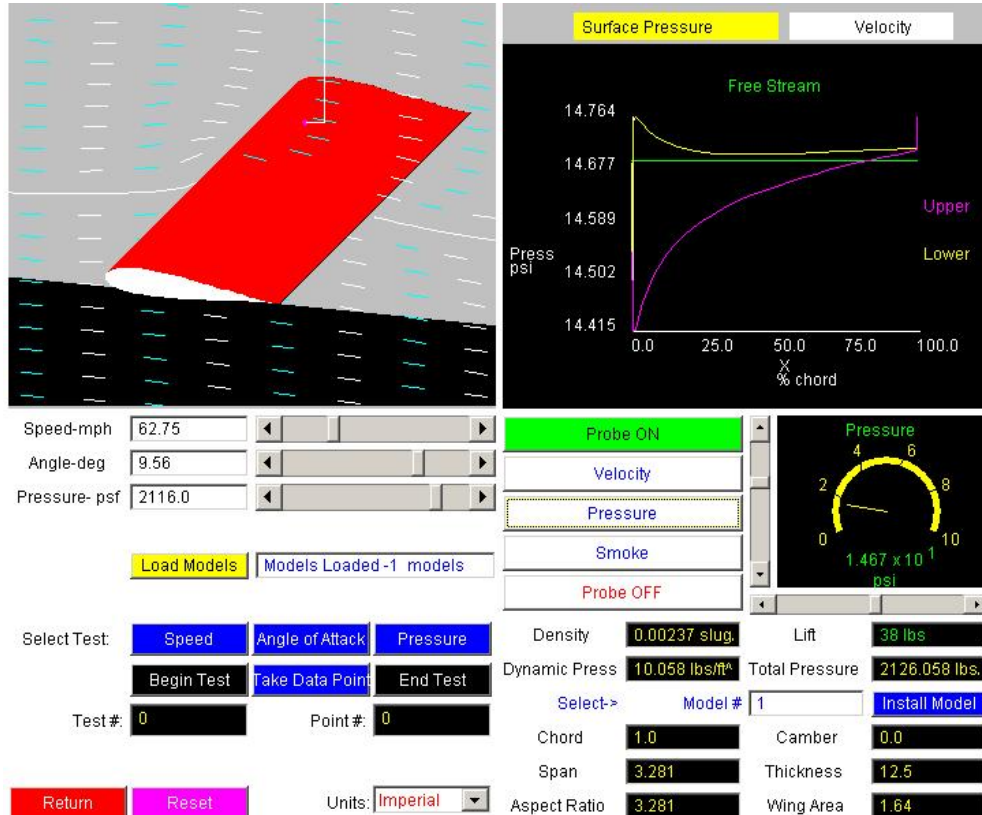 Surface Pressure Velocity
Free Stream
14.764
14.677
14.589
14.502
14.415
Press
psi
Upper
Lower
0.0 25.0 50.0 75.0 100.0
X
% chord
Speed-mph 62.75
Angle-deg 9.56
Pressure- psf 2116.0
Load Models Models Loaded -1 models
Select Test: Speed Angle of Attack Pressure
Begin Test Take Data Point End Test
Test #: 0 Point #: 0
Return Reset Units: Imperial
Probe ON
Velocity
Pressure
Smoke
Probe OFF
Pressure
4 6
2 8
0 10
1.467 x 10 1
psi
Density 0.00237 slug. Lift 38 lbs
Dynamic Press 10.058 lbs/ft^ Total Pressure 2126.058 lbs.
Select-> Model # 1 Install Model
Chord 1.0 Camber 0.0
Span 3.281 Thickness 12.5
Aspect Ratio 3.281 Wing Area 1.64